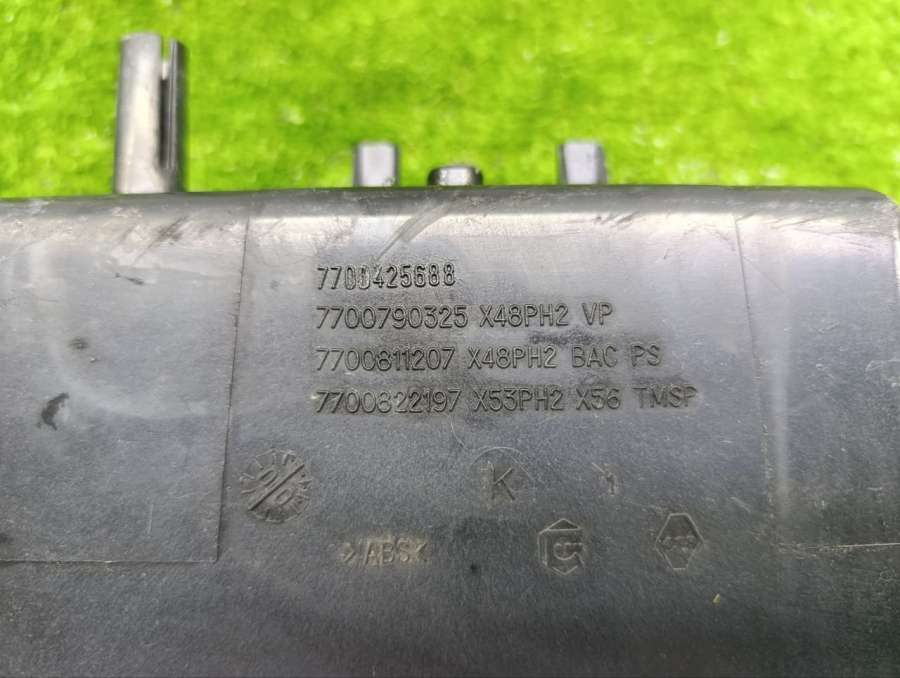 7700425688
7700790325 X48PH2 VP
7700811207 X48PH2 BAC PS
7700822197 X53PH2 X56 TMSP
K
>ABS<